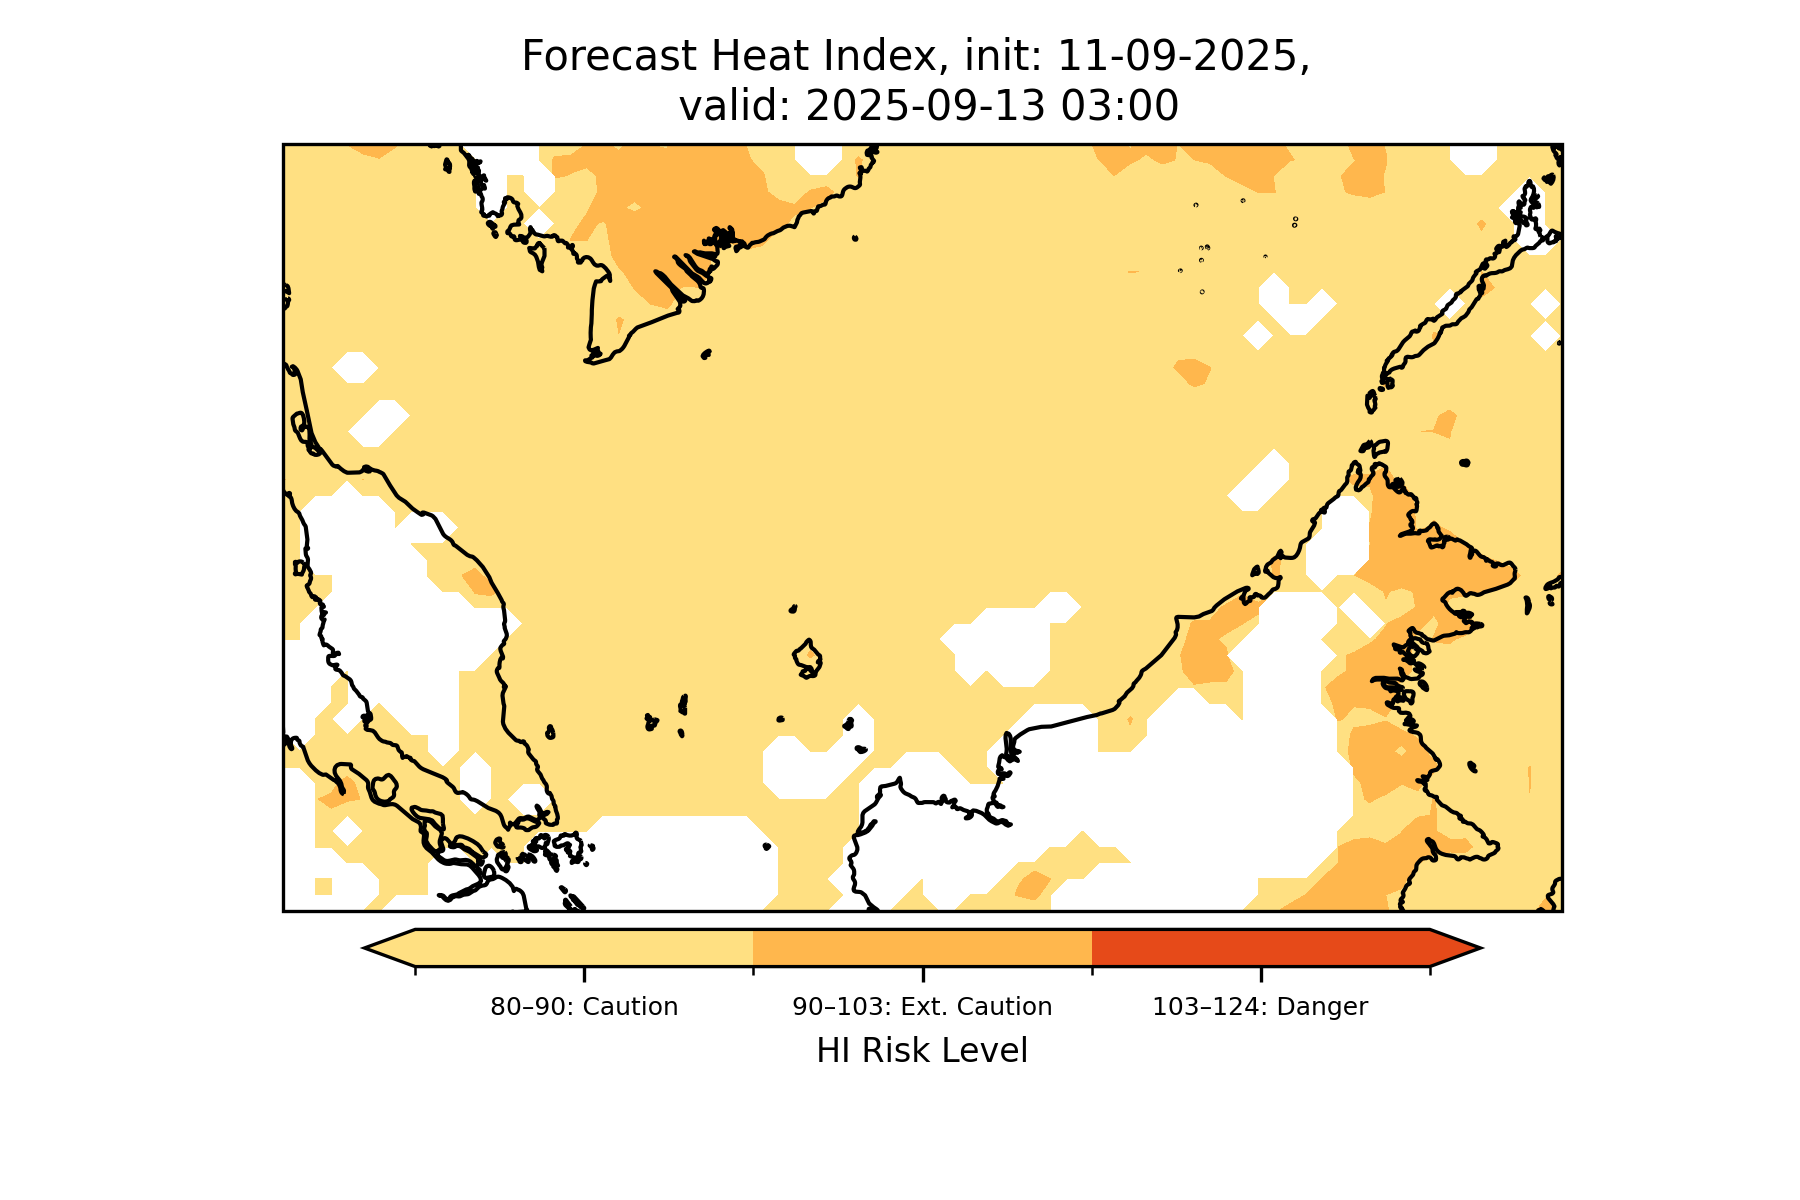 Forecast Heat Index, init: 11-09-2025,
valid: 2025-09-13 03:00
80–90: Caution
90–103: Ext. Caution
103–124: Danger
HI Risk Level